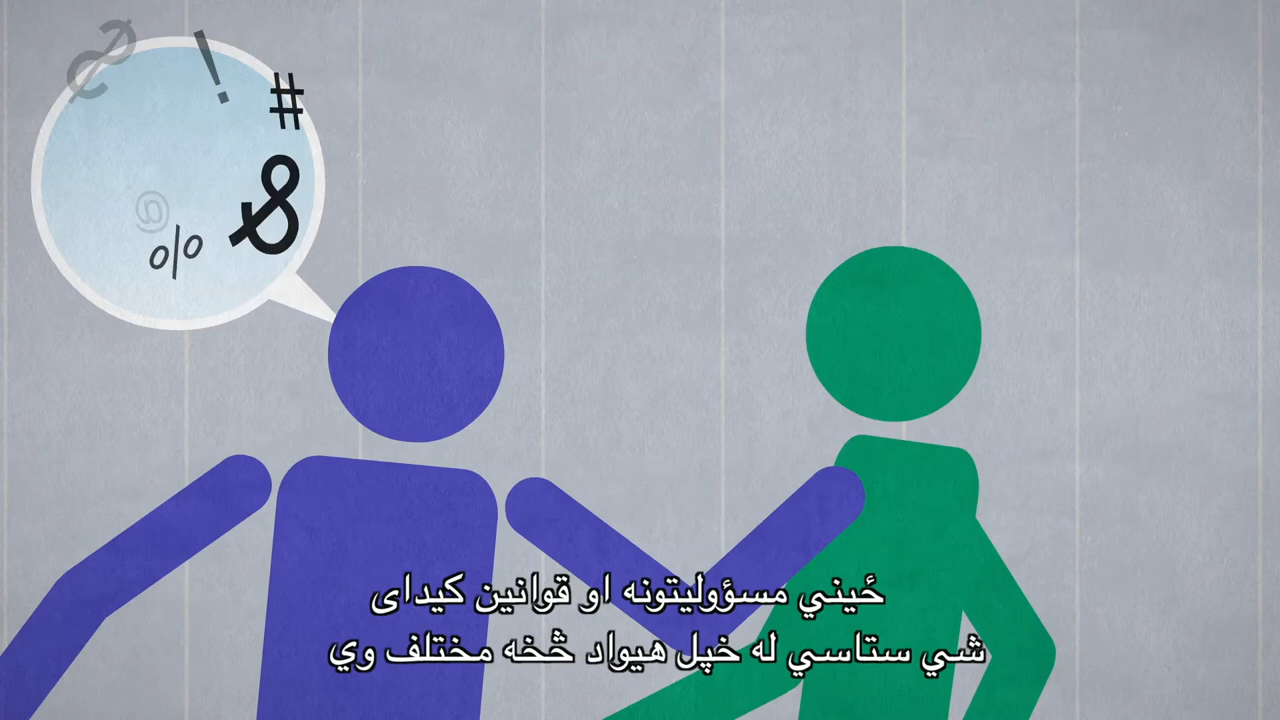 $ ! #
&
@
%
ځيني مسؤوليتونه او قوانين کيدای
شي ستاسي له خپل هيواد څخه مختلف وي